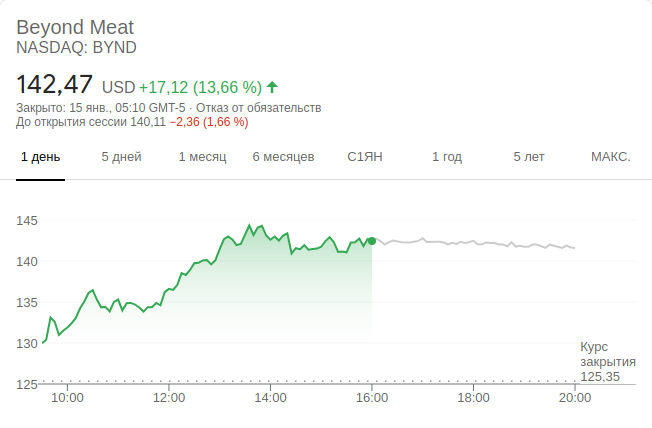 Beyond Meat
NASDAQ: BYND
142,47 USD +17,12 (13,66 %)
Закрыто: 15 янв., 05:10 GMT-5 · Отказ от обязательств
До открытия сессии 140,11 −2,36 (1,66 %)
1 день 5 дней 1 месяц 6 месяцев С1ЯН 1 год 5 лет МАКС.
145
140
135
130
Курс
закрытия
125,35
125
10:00 12:00 14:00 16:00 18:00 20:00